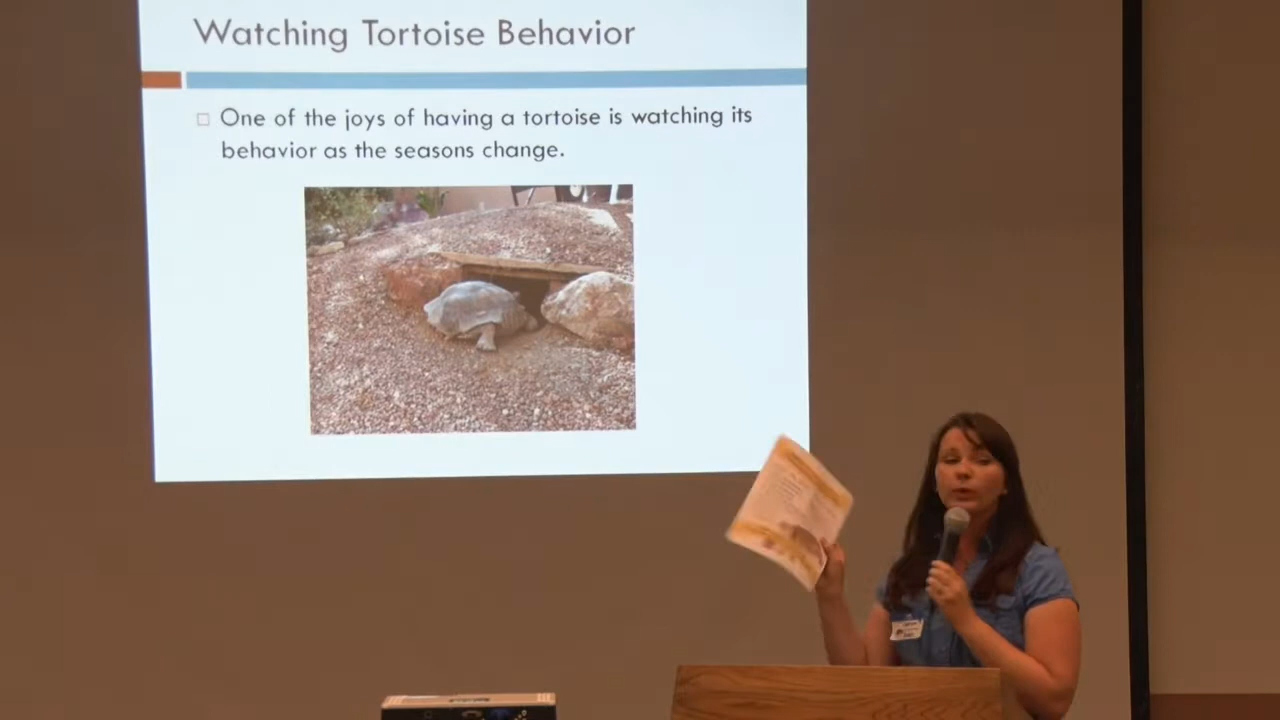 Watching Tortoise Behavior
One of the joys of having a tortoise is watching its
behavior as the seasons change.